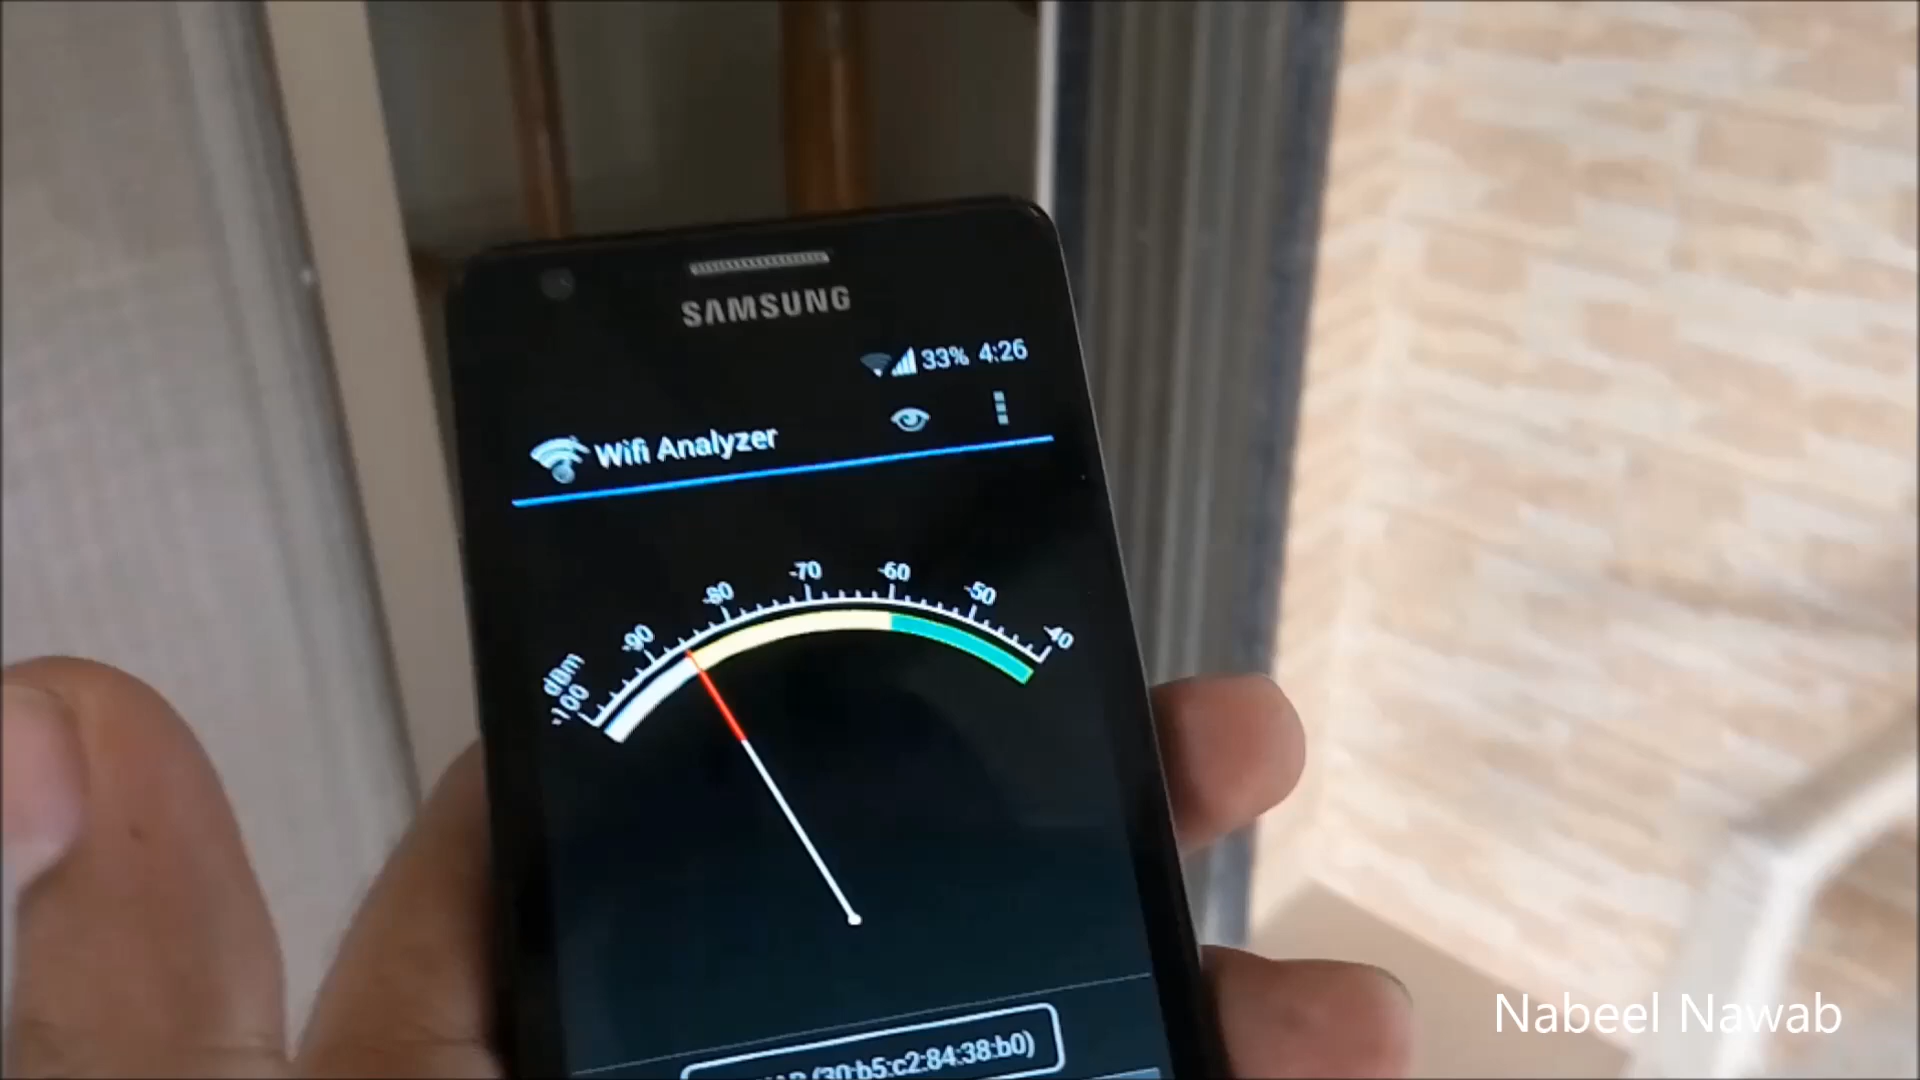 SAMSUNG
33% 4:26
Wifi Analyzer
dBm
-100 -90 -80 -70 -60 -50 -40
(30:b5:c2:84:38:b0)
Nabeel Nawab